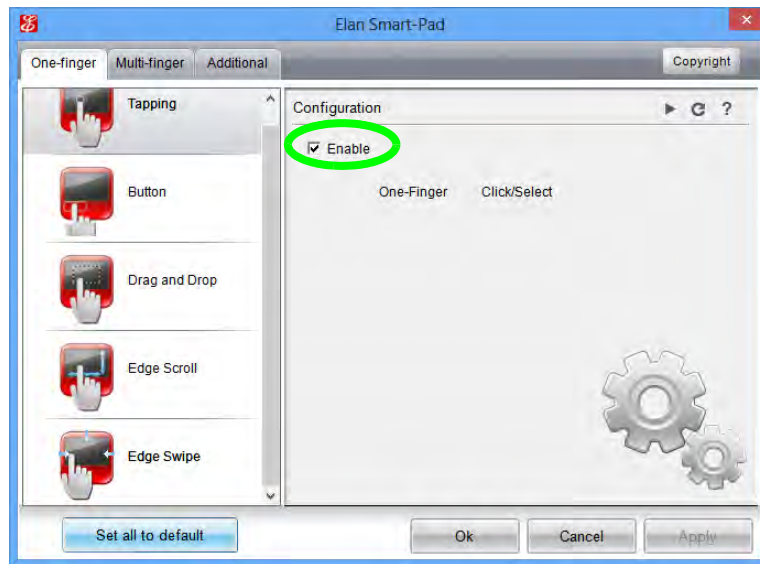 Elan Smart-Pad
One-finger Multi-finger Additional Copyright
Tapping
Button
Drag and Drop
Edge Scroll
Edge Swipe
Configuration ?
Enable
One-Finger Click/Select
Set all to default Ok Cancel Apply